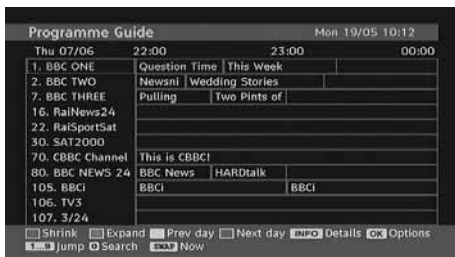 Programme Guide Mon 19/05 10:12
Thu 07/06 22:00 23:00 00:00
1. BBC ONE Question Time This Week
2. BBC TWO Newsni Wedding Stories
7. BBC THREE Pulling Two Pints of
16. RaiNews24
22. RaiSportSat
30. SAT2000
70. CBBC Channel This is CBBC!
80. BBC NEWS 24 BBC News HARDtalk
105. BBCi BBCi BBCi
106. TV3
107. 3/24
Shrink Expand Prev day Next day INFO Details OK Options
1...9 Jump 0 Search SWAP Now